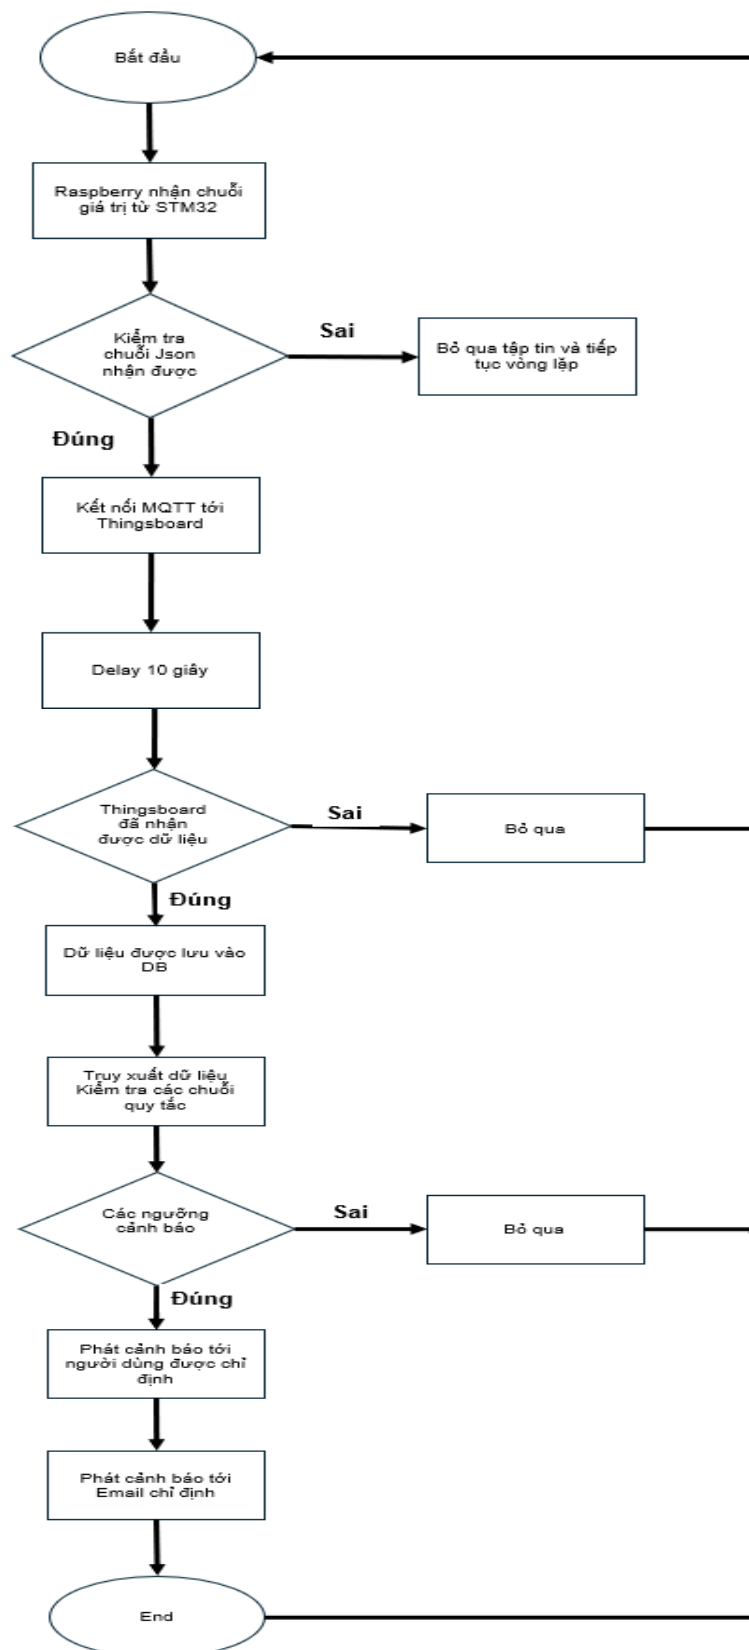 Bắt đầu
Raspberry nhận chuỗi
giá trị từ STM32
Kiểm tra
chuỗi Json
nhận được
Sai
Bỏ qua tập tin và tiếp
tục vòng lặp
Đúng
Kết nối MQTT tới
Thingsboard
Delay 10 giây
Thingsboard
đã nhận
được dữ liệu
Sai
Bỏ qua
Đúng
Dữ liệu được lưu vào
DB
Truy xuất dữ liệu
Kiểm tra các chuỗi
quy tắc
Các ngưỡng
cảnh báo
Sai
Bỏ qua
Đúng
Phát cảnh báo tới
người dùng được chỉ
định
Phát cảnh báo tới
Email chỉ định
End